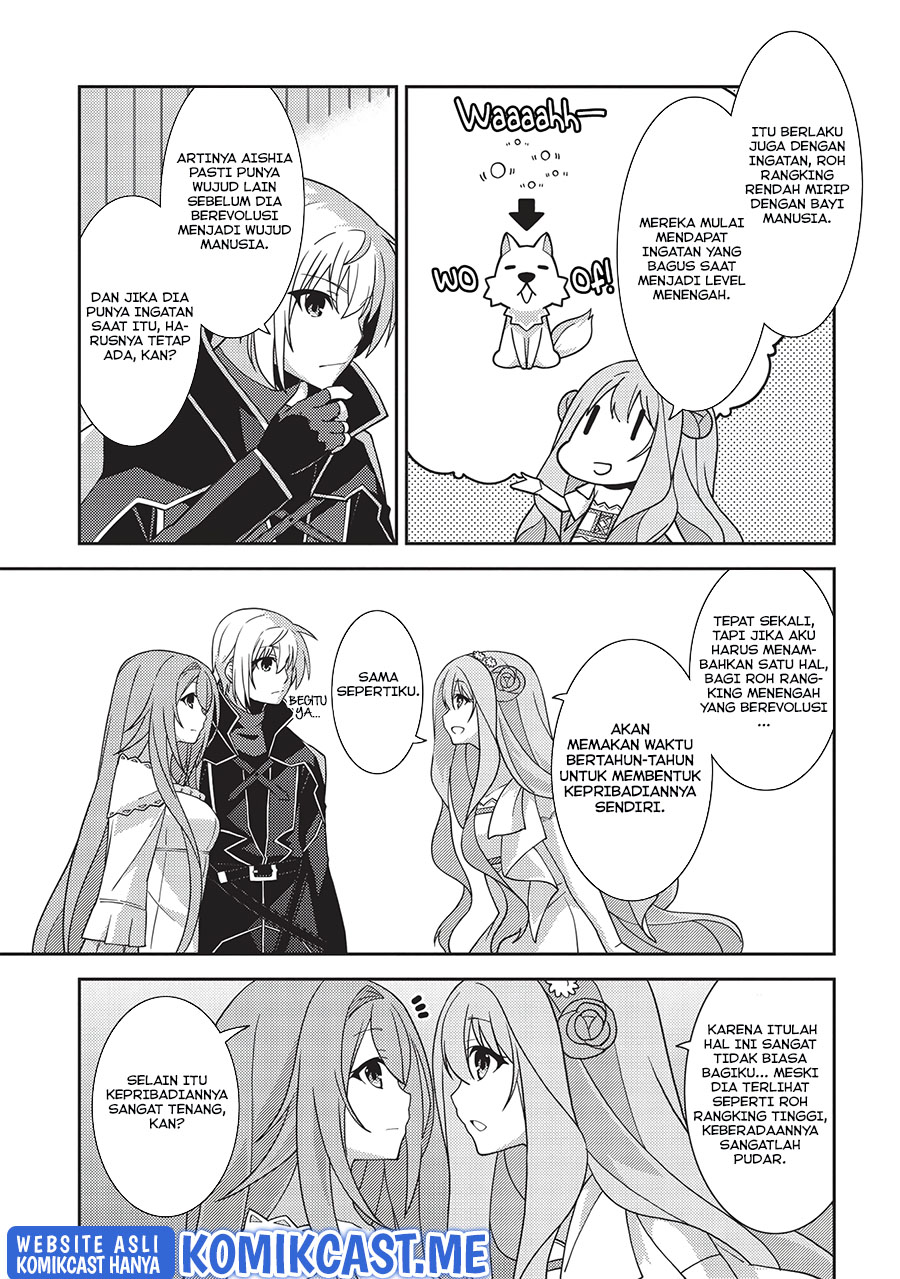 ITU BERLAKU
JUGA DENGAN
INGATAN, ROH
RANGKING
RENDAH MIRIP
DENGAN BAYI
MANUSIA.
MEREKA MULAI
MENDAPAT
INGATAN YANG
BAGUS SAAT
MENJADI LEVEL
MENENGAH.
Waaaahh—
WO OF!
ARTINYA AISHIA
PASTI PUNYA
WUJUD LAIN
SEBELUM DIA
BEREVOLUSI
MENJADI WUJUD
MANUSIA.
DAN JIKA DIA
PUNYA INGATAN
SAAT ITU, HA-
RUSNYA TETAP
ADA, KAN?
TEPAT SEKALI,
TAPI JIKA AKU
HARUS MENAM-
BAHKAN SATU HAL,
BAGI ROH RANG-
KING MENENGAH
YANG BEREVOLUSI
...
AKAN
MEMAKAN WAKTU
BERTAHUN-TAHUN
UNTUK MEMBENTUK
KEPRIBADIANNYA
SENDIRI.
SAMA
SEPERTIKU.
BEGITU
YA...
KARENA ITULAH
HAL INI SANGAT
TIDAK BIASA
BAGIKU... MESKI
DIA TERLIHAT
SEPERTI ROH
RANGKING TINGGI,
KEBERADAANNYA
SANGATLAH
PUDAR.
SELAIN ITU
KEPRIBADIANNYA
SANGAT TENANG,
KAN?
WEBSITE ASLI
KOMIKCAST HANYA
KOMIKCAST.ME